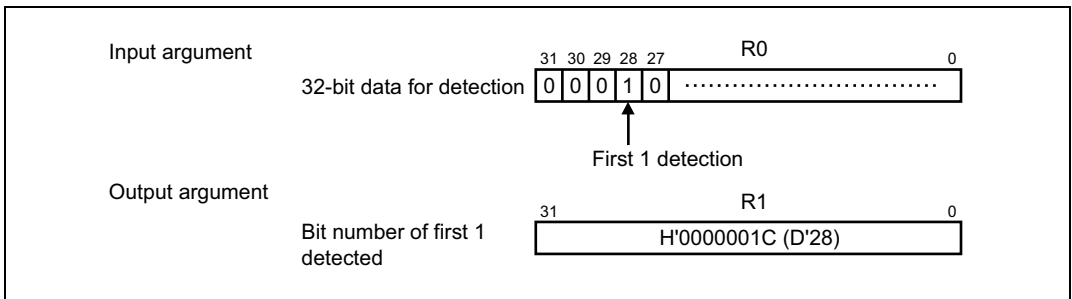 Input argument
R0
31 30 29 28 27 0
32-bit data for detection 0 0 0 1 0 ................................
First 1 detection
Output argument
R1
31 0
Bit number of first 1
detected
H'0000001C (D'28)